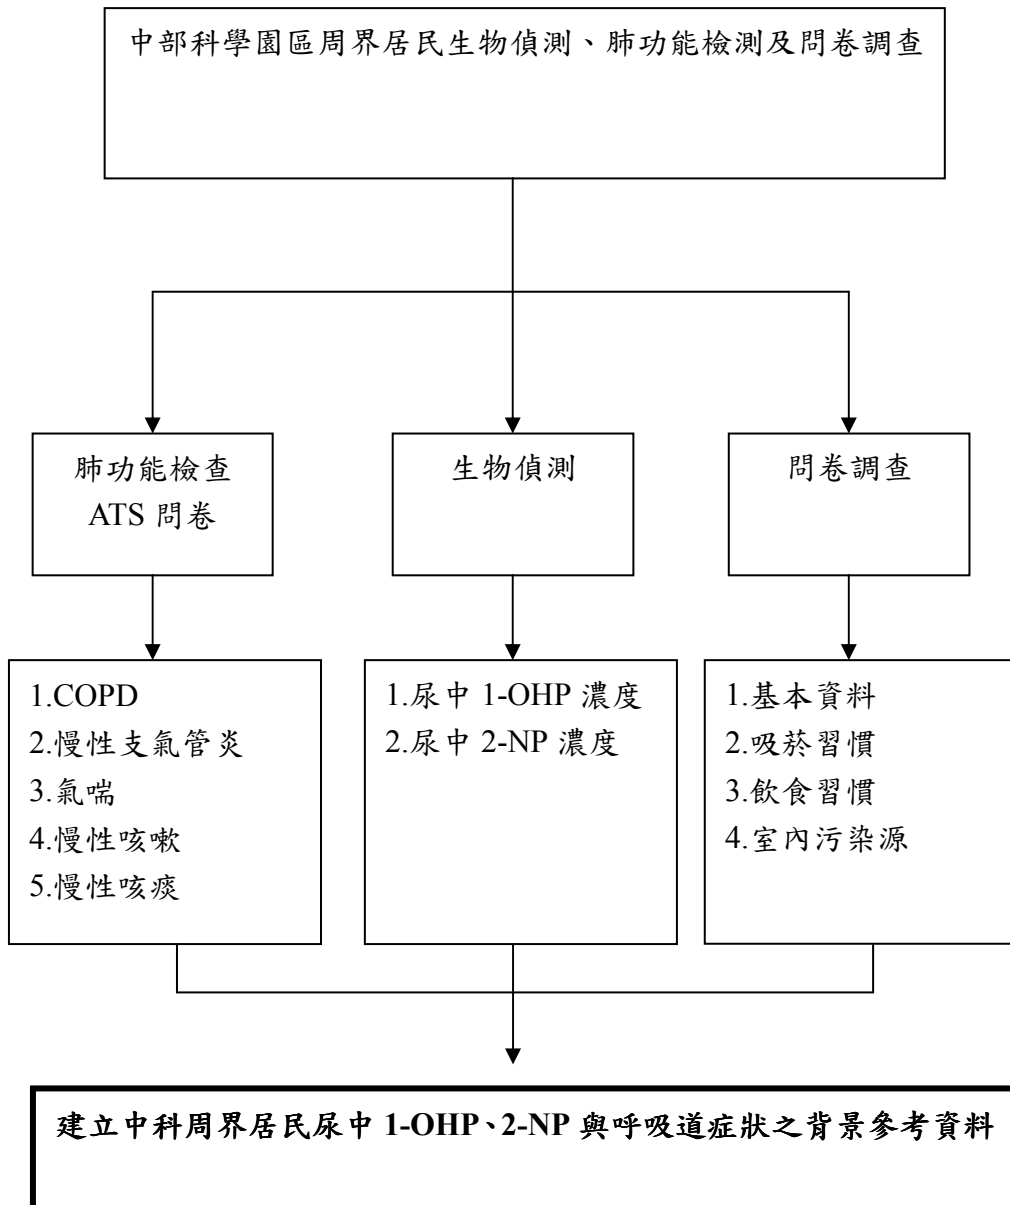 中部科學園區周界居民生物偵測、肺功能檢測及問卷調查
肺功能檢查
ATS 問卷
生物偵測
問卷調查
1.COPD
2.慢性支氣管炎
3.氣喘
4.慢性咳嗽
5.慢性咳痰
1.尿中 1-OHP 濃度
2.尿中 2-NP 濃度
1.基本資料
2.吸菸習慣
3.飲食習慣
4.室內污染源
建立中科周界居民尿中 1-OHP、2-NP 與呼吸道症狀之背景參考資料